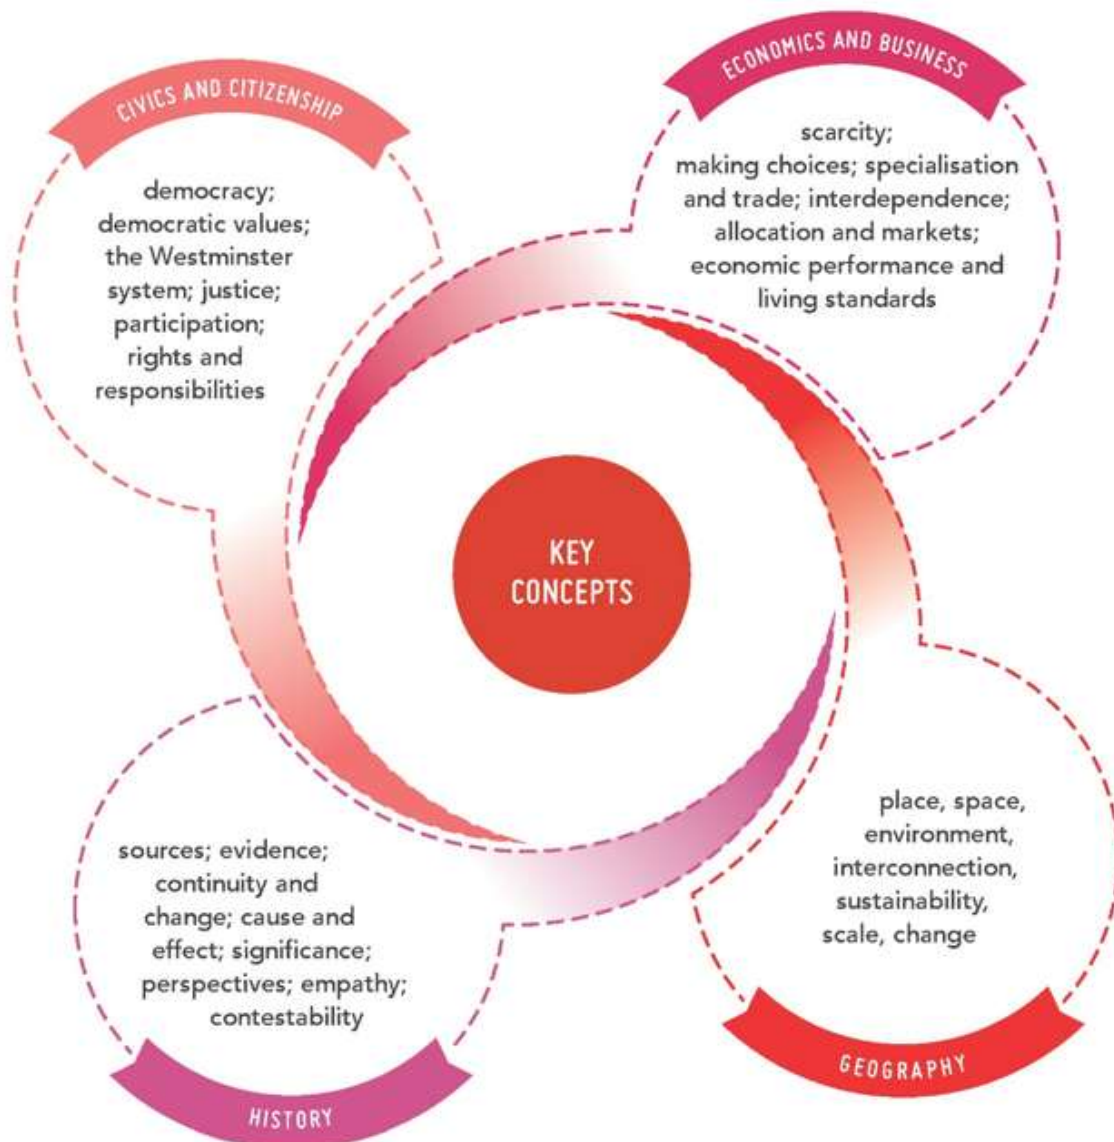 CIVICS AND CITIZENSHIP
democracy;
democratic values;
the Westminster
system; justice;
participation;
rights and
responsibilities
ECONOMICS AND BUSINESS
scarcity;
making choices; specialisation
and trade; interdependence;
allocation and markets;
economic performance and
living standards
KEY
CONCEPTS
sources; evidence;
continuity and
change; cause and
effect; significance;
perspectives; empathy;
contestability
HISTORY
place, space,
environment,
interconnection,
sustainability,
scale, change
GEOGRAPHY